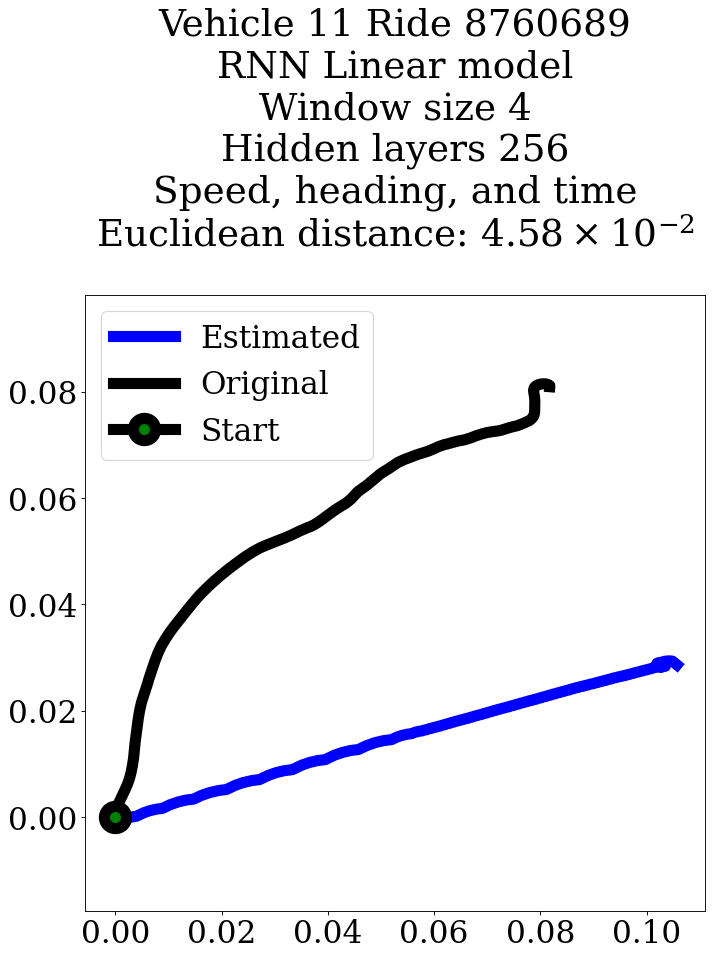 Vehicle 11 Ride 8760689
RNN Linear model
Window size 4
Hidden layers 256
Speed, heading, and time
Euclidean distance: 4.58 × 10⁻²
Estimated
Original
Start
0.08
0.06
0.04
0.02
0.00
0.00 0.02 0.04 0.06 0.08 0.10